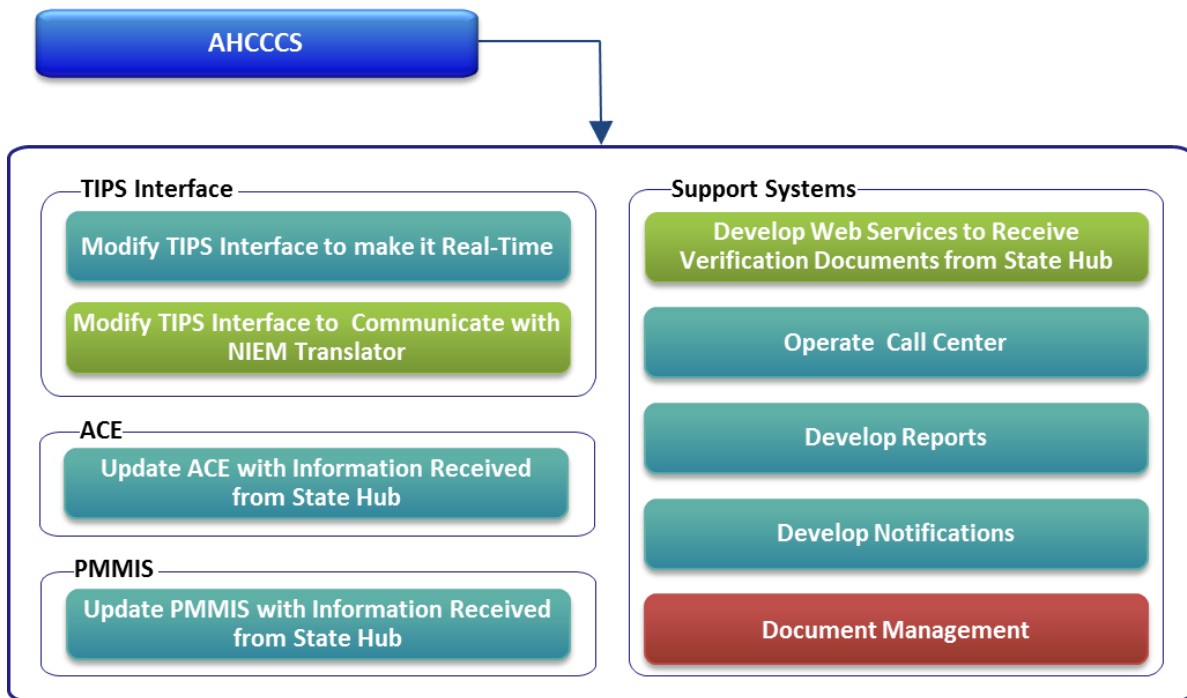 AHCCCS
TIPS Interface
Modify TIPS Interface to make it Real-Time
Modify TIPS Interface to  Communicate with
NIEM Translator
ACE
Update ACE with Information Received
from State Hub
PMMIS
Update PMMIS with Information Received
from State Hub
Support Systems
Develop Web Services to Receive
Verification Documents from State Hub
Operate  Call Center
Develop Reports
Develop Notifications
Document Management